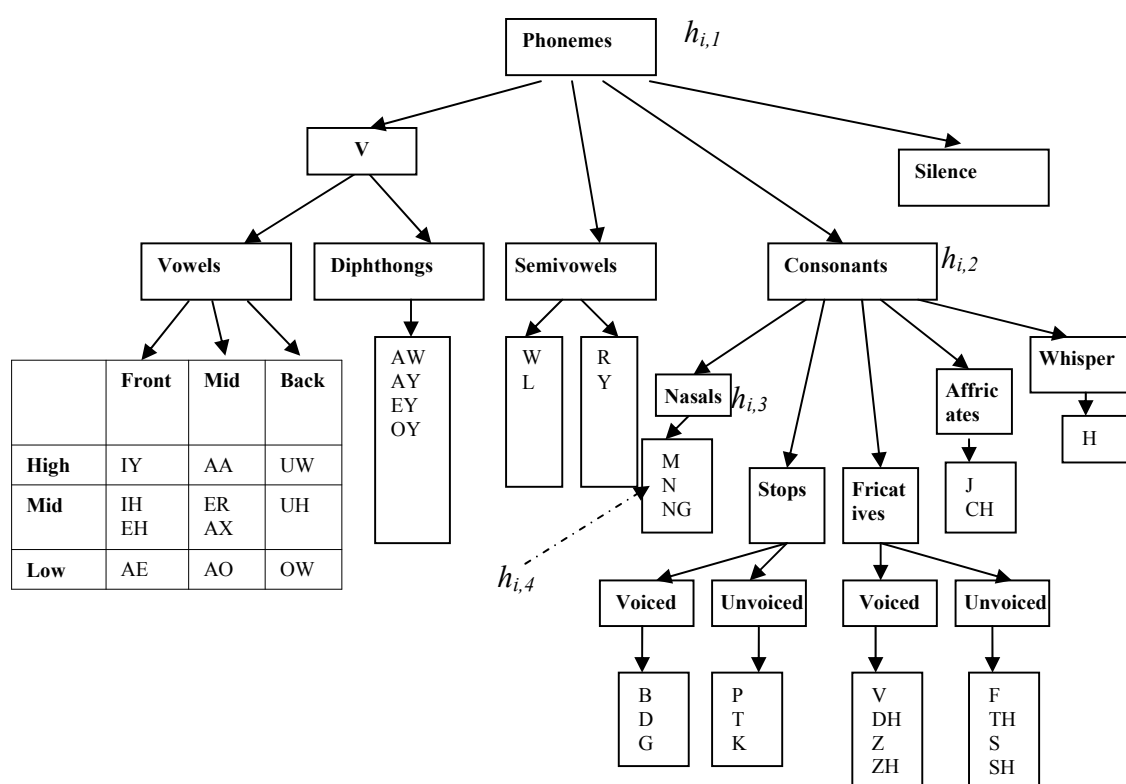 Phonemes
h_{i,1}
V
Silence
Vowels
Diphthongs
Semivowels
Consonants
h_{i,2}
Front Mid Back
High IY AA UW
Mid IH ER UH
EH AX
Low AE AO OW
AW
AY
EY
OY
W
L
R
Y
Nasals
h_{i,3}
Affric
ates
Whisper
H
M
N
NG
h_{i,4}
Stops
Fricat
ives
J
CH
Voiced
Unvoiced
Voiced
Unvoiced
B
D
G
P
T
K
V
DH
Z
ZH
F
TH
S
SH